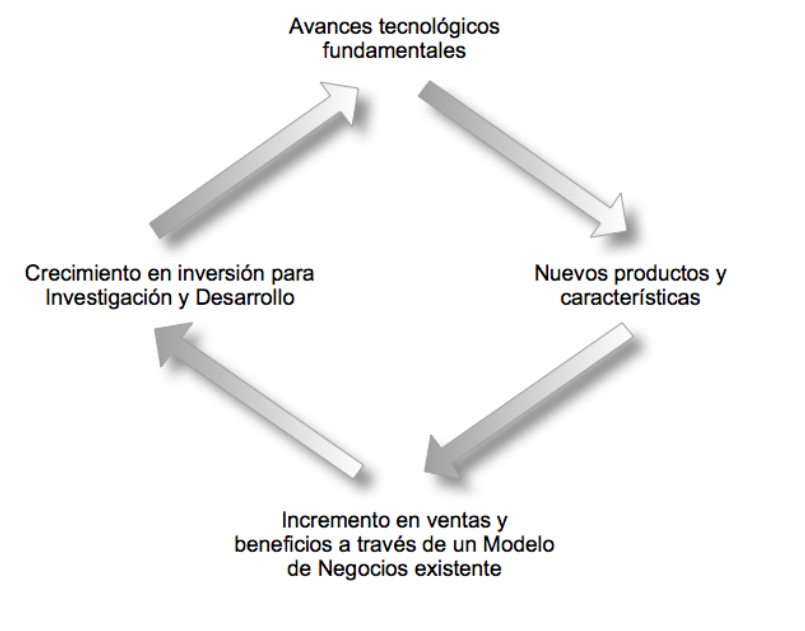 Avances tecnológicos
fundamentales
Crecimiento en inversión para
Investigación y Desarrollo
Nuevos productos y
características
Incremento en ventas y
beneficios a través de un Modelo
de Negocios existente